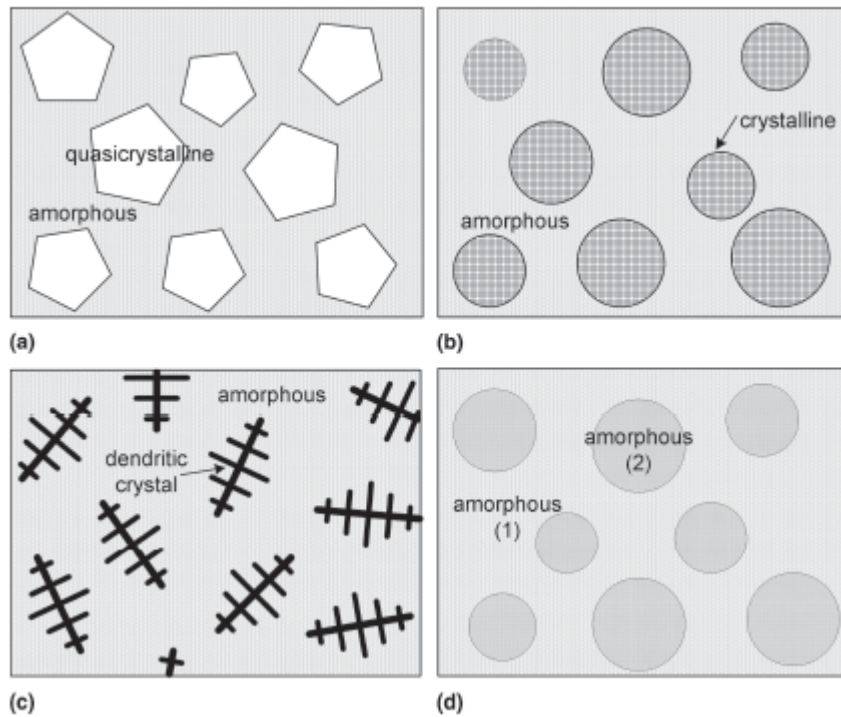 quasicrystalline
amorphous
crystalline
amorphous
(a)
(b)
amorphous
dendritic
crystal
amorphous
(2)
amorphous
(1)
(c)
(d)